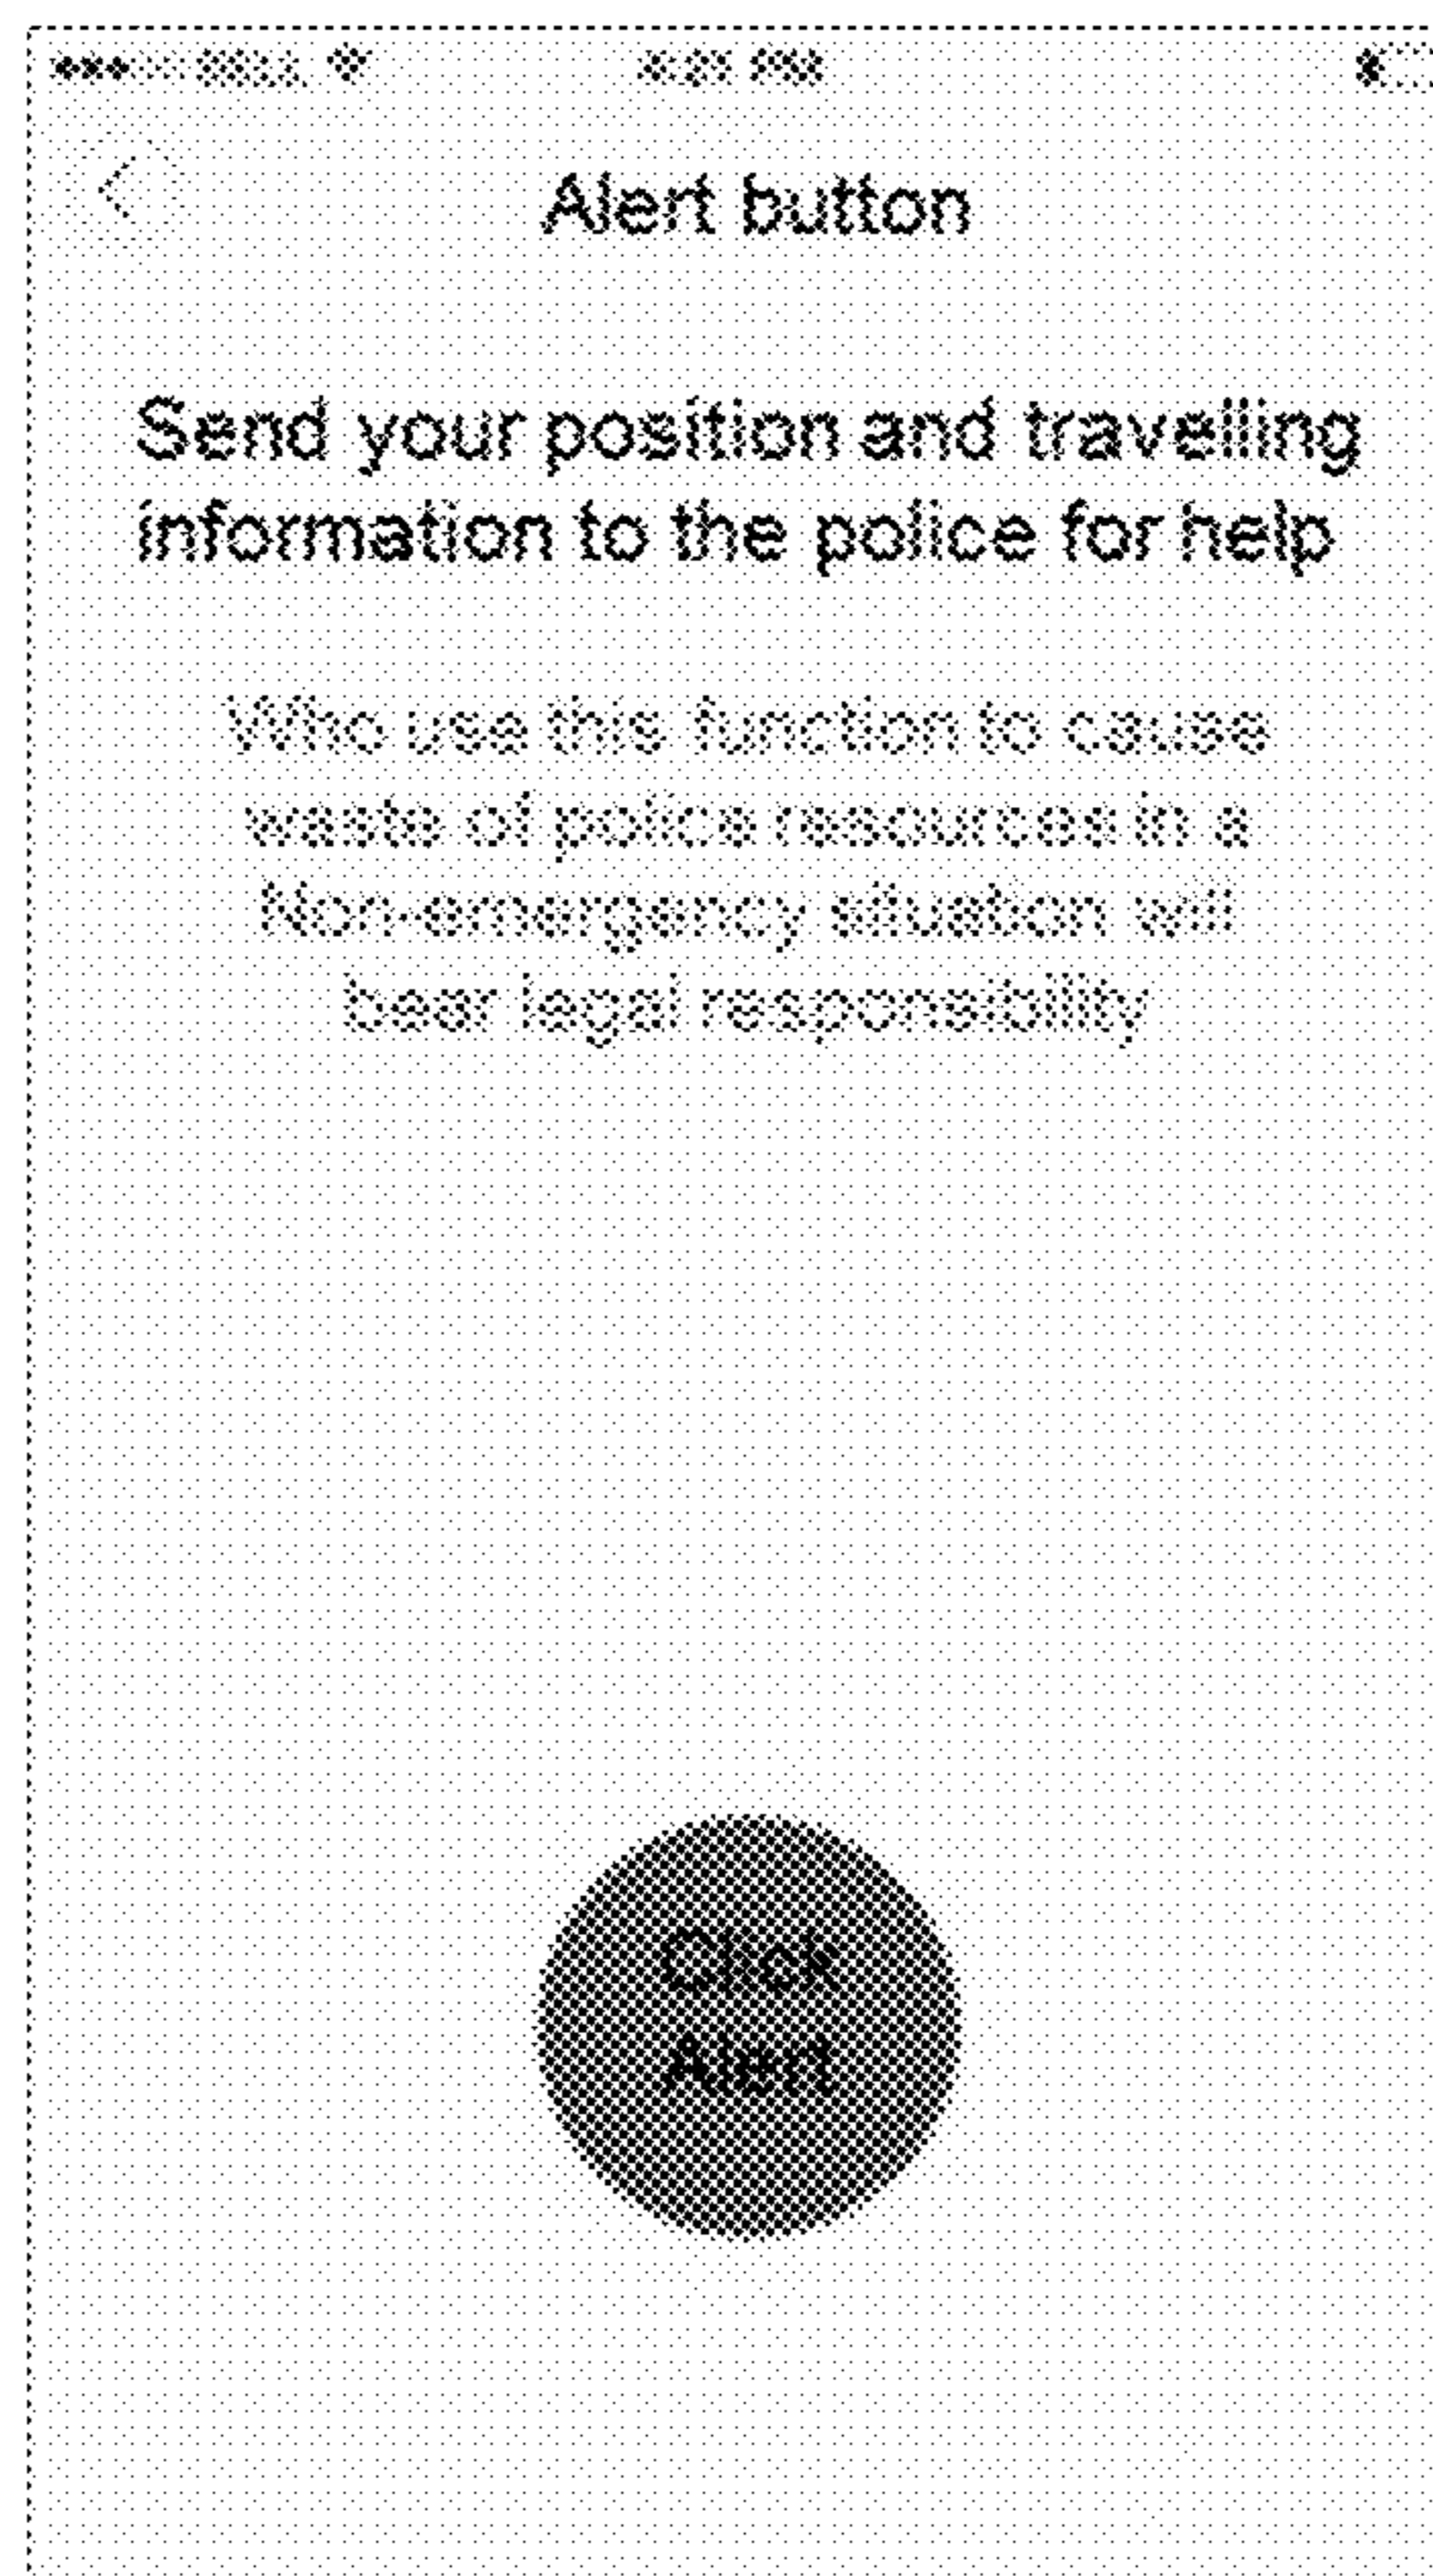 Alert button
Send your position and travelling
information to the police for help
Who use this function to cause
waste of police resources in a
Non-emergency situation will
bear legal responsibility
Click
Alert